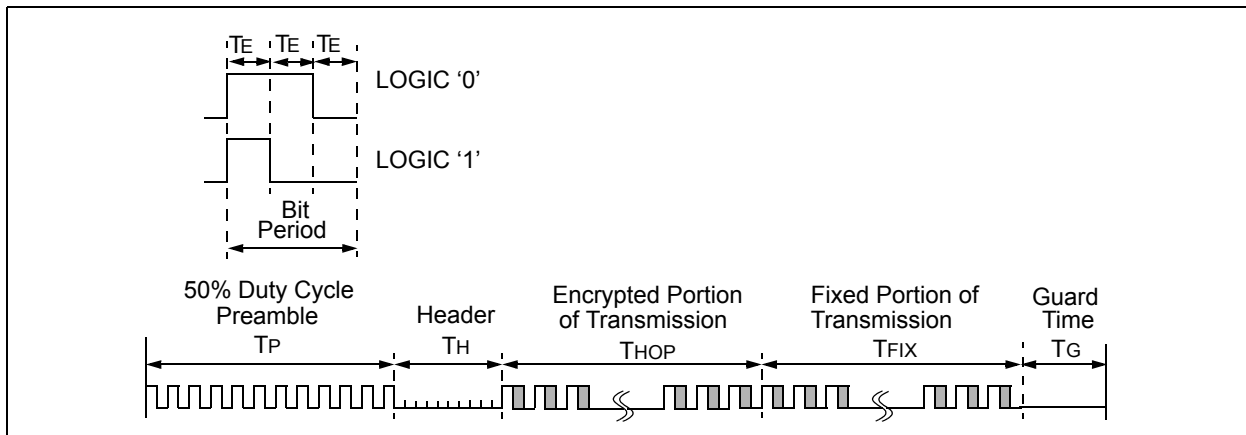 TE TE TE
LOGIC ‘0’
LOGIC ‘1’
Bit
Period
50% Duty Cycle
Preamble
TP
Header
TH
Encrypted Portion
of Transmission
THOP
Fixed Portion of
Transmission
TFIX
Guard
Time
TG